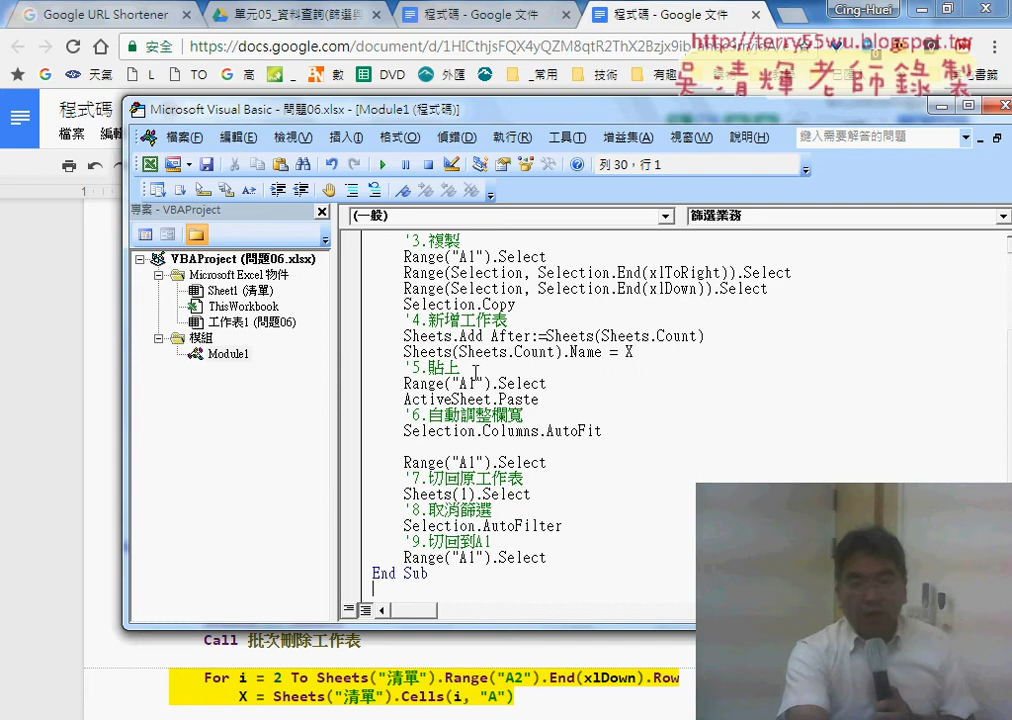 Google URL Shortener
單元05_資料查詢(篩選與
程式碼 - Google 文件
程式碼 - Google 文件
Cing-Huei
安全
https://docs.google.com/document/d/1HICthjsFQX4yQZM8qtR2ThX2Bzjx9ib
http://terry55wu.blogspot.tw
吳清輝老師錄製
天氣
L
TO
高
數
DVD
外匯
_常用
技術
有趣
程式碼
檔案
編輯
Microsoft Visual Basic - 問題06.xlsx - [Module1 (程式碼)]
檔案(F)
編輯(E)
檢視(V)
插入(I)
格式(O)
偵錯(D)
執行(R)
工具(T)
增益集(A)
視窗(W)
說明(H)
鍵入需要解答的問題
列 30，行 1
專案 - VBAProject
(一般)
篩選業務
VBAProject (問題06.xlsx)
Microsoft Excel 物件
Sheet1 (清單)
ThisWorkbook
工作表1 (問題06)
模組
Module1
'3.複製
Range("A1").Select
Range(Selection, Selection.End(xlToRight)).Select
Range(Selection, Selection.End(xlDown)).Select
Selection.Copy
'4.新增工作表
Sheets.Add After:=Sheets(Sheets.Count)
Sheets(Sheets.Count).Name = X
'5.貼上
Range("A1").Select
ActiveSheet.Paste
'6.自動調整欄寬
Selection.Columns.AutoFit
Range("A1").Select
'7.切回原工作表
Sheets(1).Select
'8.取消篩選
Selection.AutoFilter
'9.切回到A1
Range("A1").Select
End Sub
Call 批次刪除工作表
For i = 2 To Sheets("清單").Range("A2").End(xlDown).Row
X = Sheets("清單").Cells(i, "A")